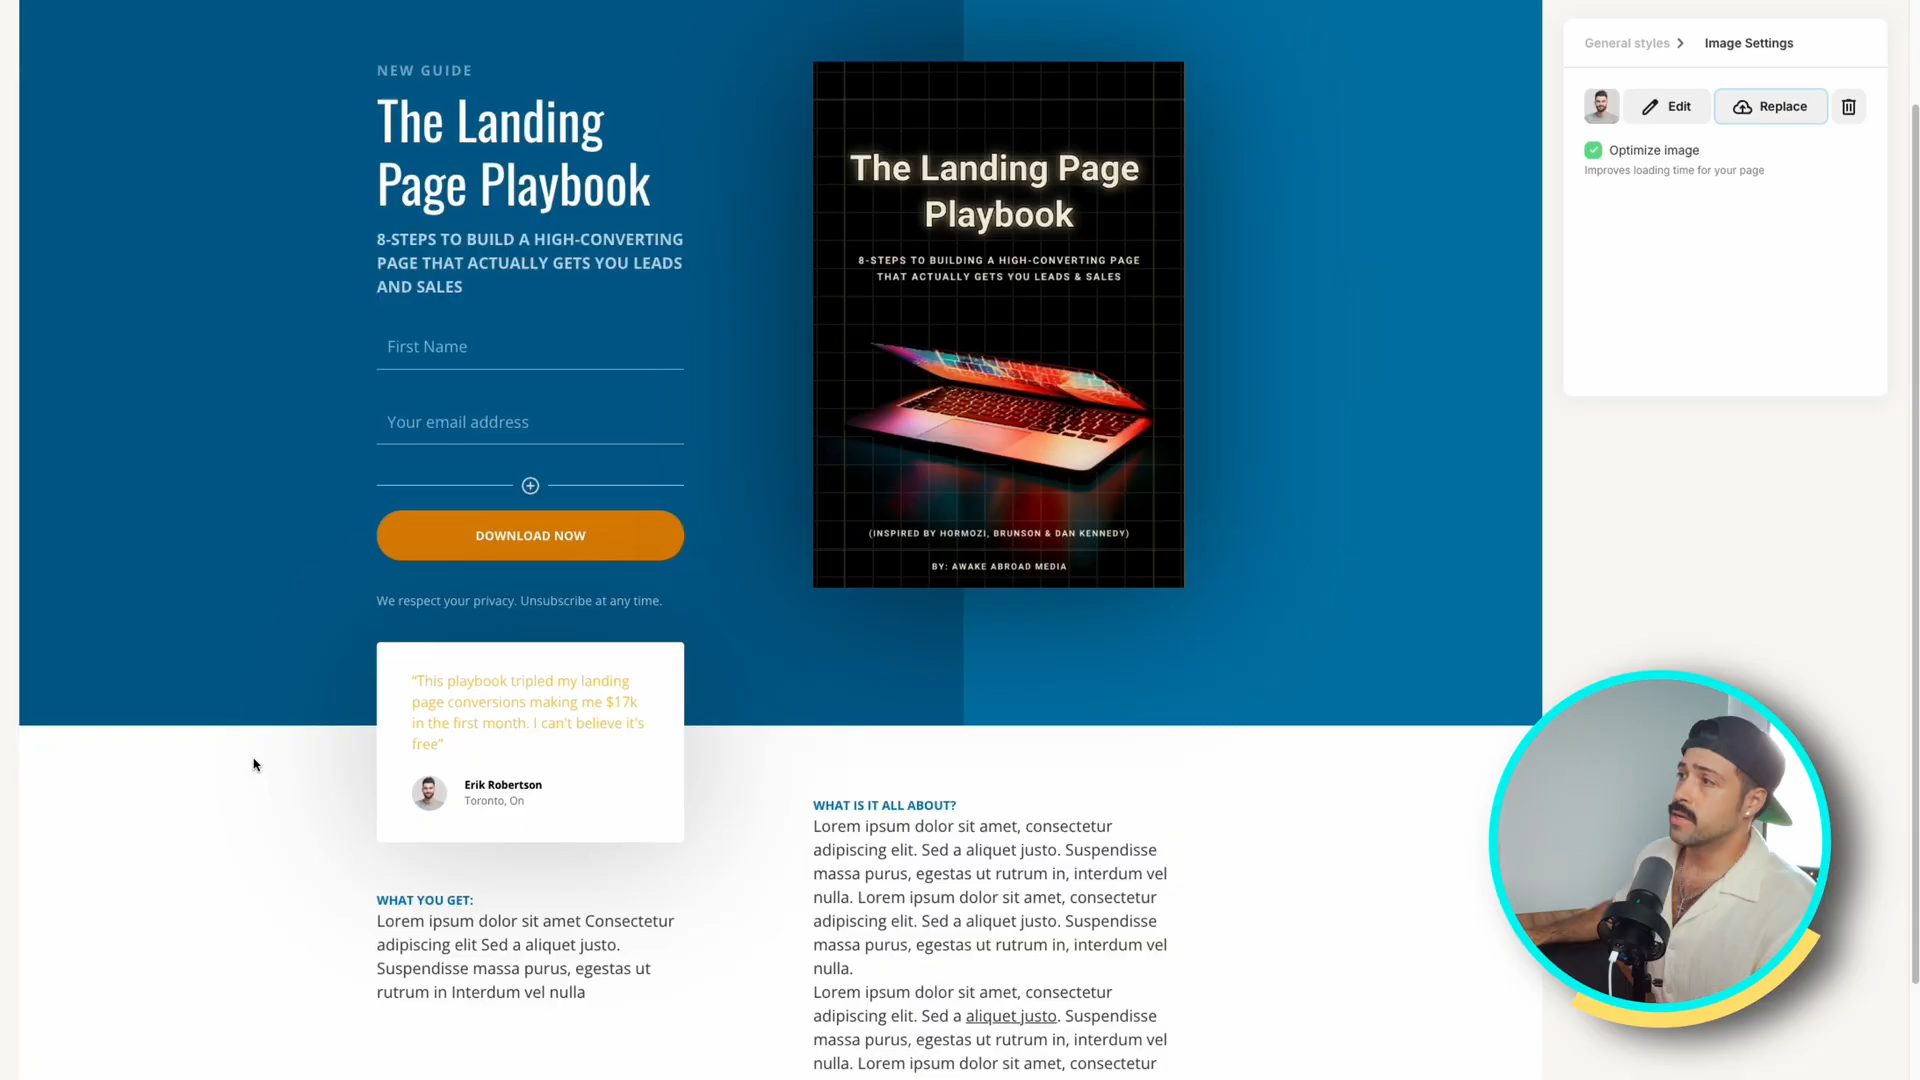 NEW GUIDE
The Landing
Page Playbook
8-STEPS TO BUILD A HIGH-CONVERTING
PAGE THAT ACTUALLY GETS YOU LEADS
AND SALES
First Name
Your email address
DOWNLOAD NOW
We respect your privacy. Unsubscribe at any time.
“This playbook tripled my landing
page conversions making me $17k
in the first month. I can't believe it's
free”
Erik Robertson
Toronto, On
WHAT YOU GET:
Lorem ipsum dolor sit amet Consectetur
adipiscing elit Sed a aliquet justo.
Suspendisse massa purus, egestas ut
rutrum in Interdum vel nulla
The Landing Page
Playbook
8-STEPS TO BUILDING A HIGH-CONVERTING PAGE
THAT ACTUALLY GETS YOU LEADS & SALES
(INSPIRED BY HORMOZI, BRUNSON & DAN KENNEDY)
BY: AWAKE ABROAD MEDIA
WHAT IS IT ALL ABOUT?
Lorem ipsum dolor sit amet, consectetur
adipiscing elit. Sed a aliquet justo. Suspendisse
massa purus, egestas ut rutrum in, interdum vel
nulla. Lorem ipsum dolor sit amet, consectetur
adipiscing elit. Sed a aliquet justo. Suspendisse
massa purus, egestas ut rutrum in, interdum vel
nulla.
Lorem ipsum dolor sit amet, consectetur
adipiscing elit. Sed a aliquet justo. Suspendisse
massa purus, egestas ut rutrum in, interdum vel
nulla. Lorem ipsum dolor sit amet, consectetur
General styles > Image Settings
Edit
Replace
Optimize image
Improves loading time for your page